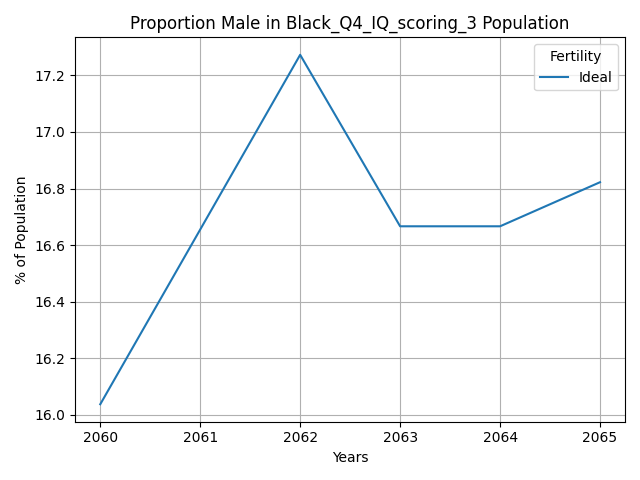 Proportion Male in Black_Q4_IQ_scoring_3 Population
Fertility
Ideal
% of Population
17.2
17.0
16.8
16.6
16.4
16.2
16.0
2060 2061 2062 2063 2064 2065
Years